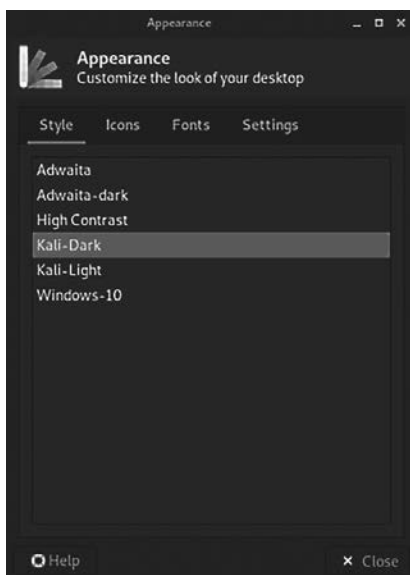 Appearance
Appearance
Customize the look of your desktop
Style Icons Fonts Settings
Adwaita
Adwaita-dark
High Contrast
Kali-Dark
Kali-Light
Windows-10
Help Close